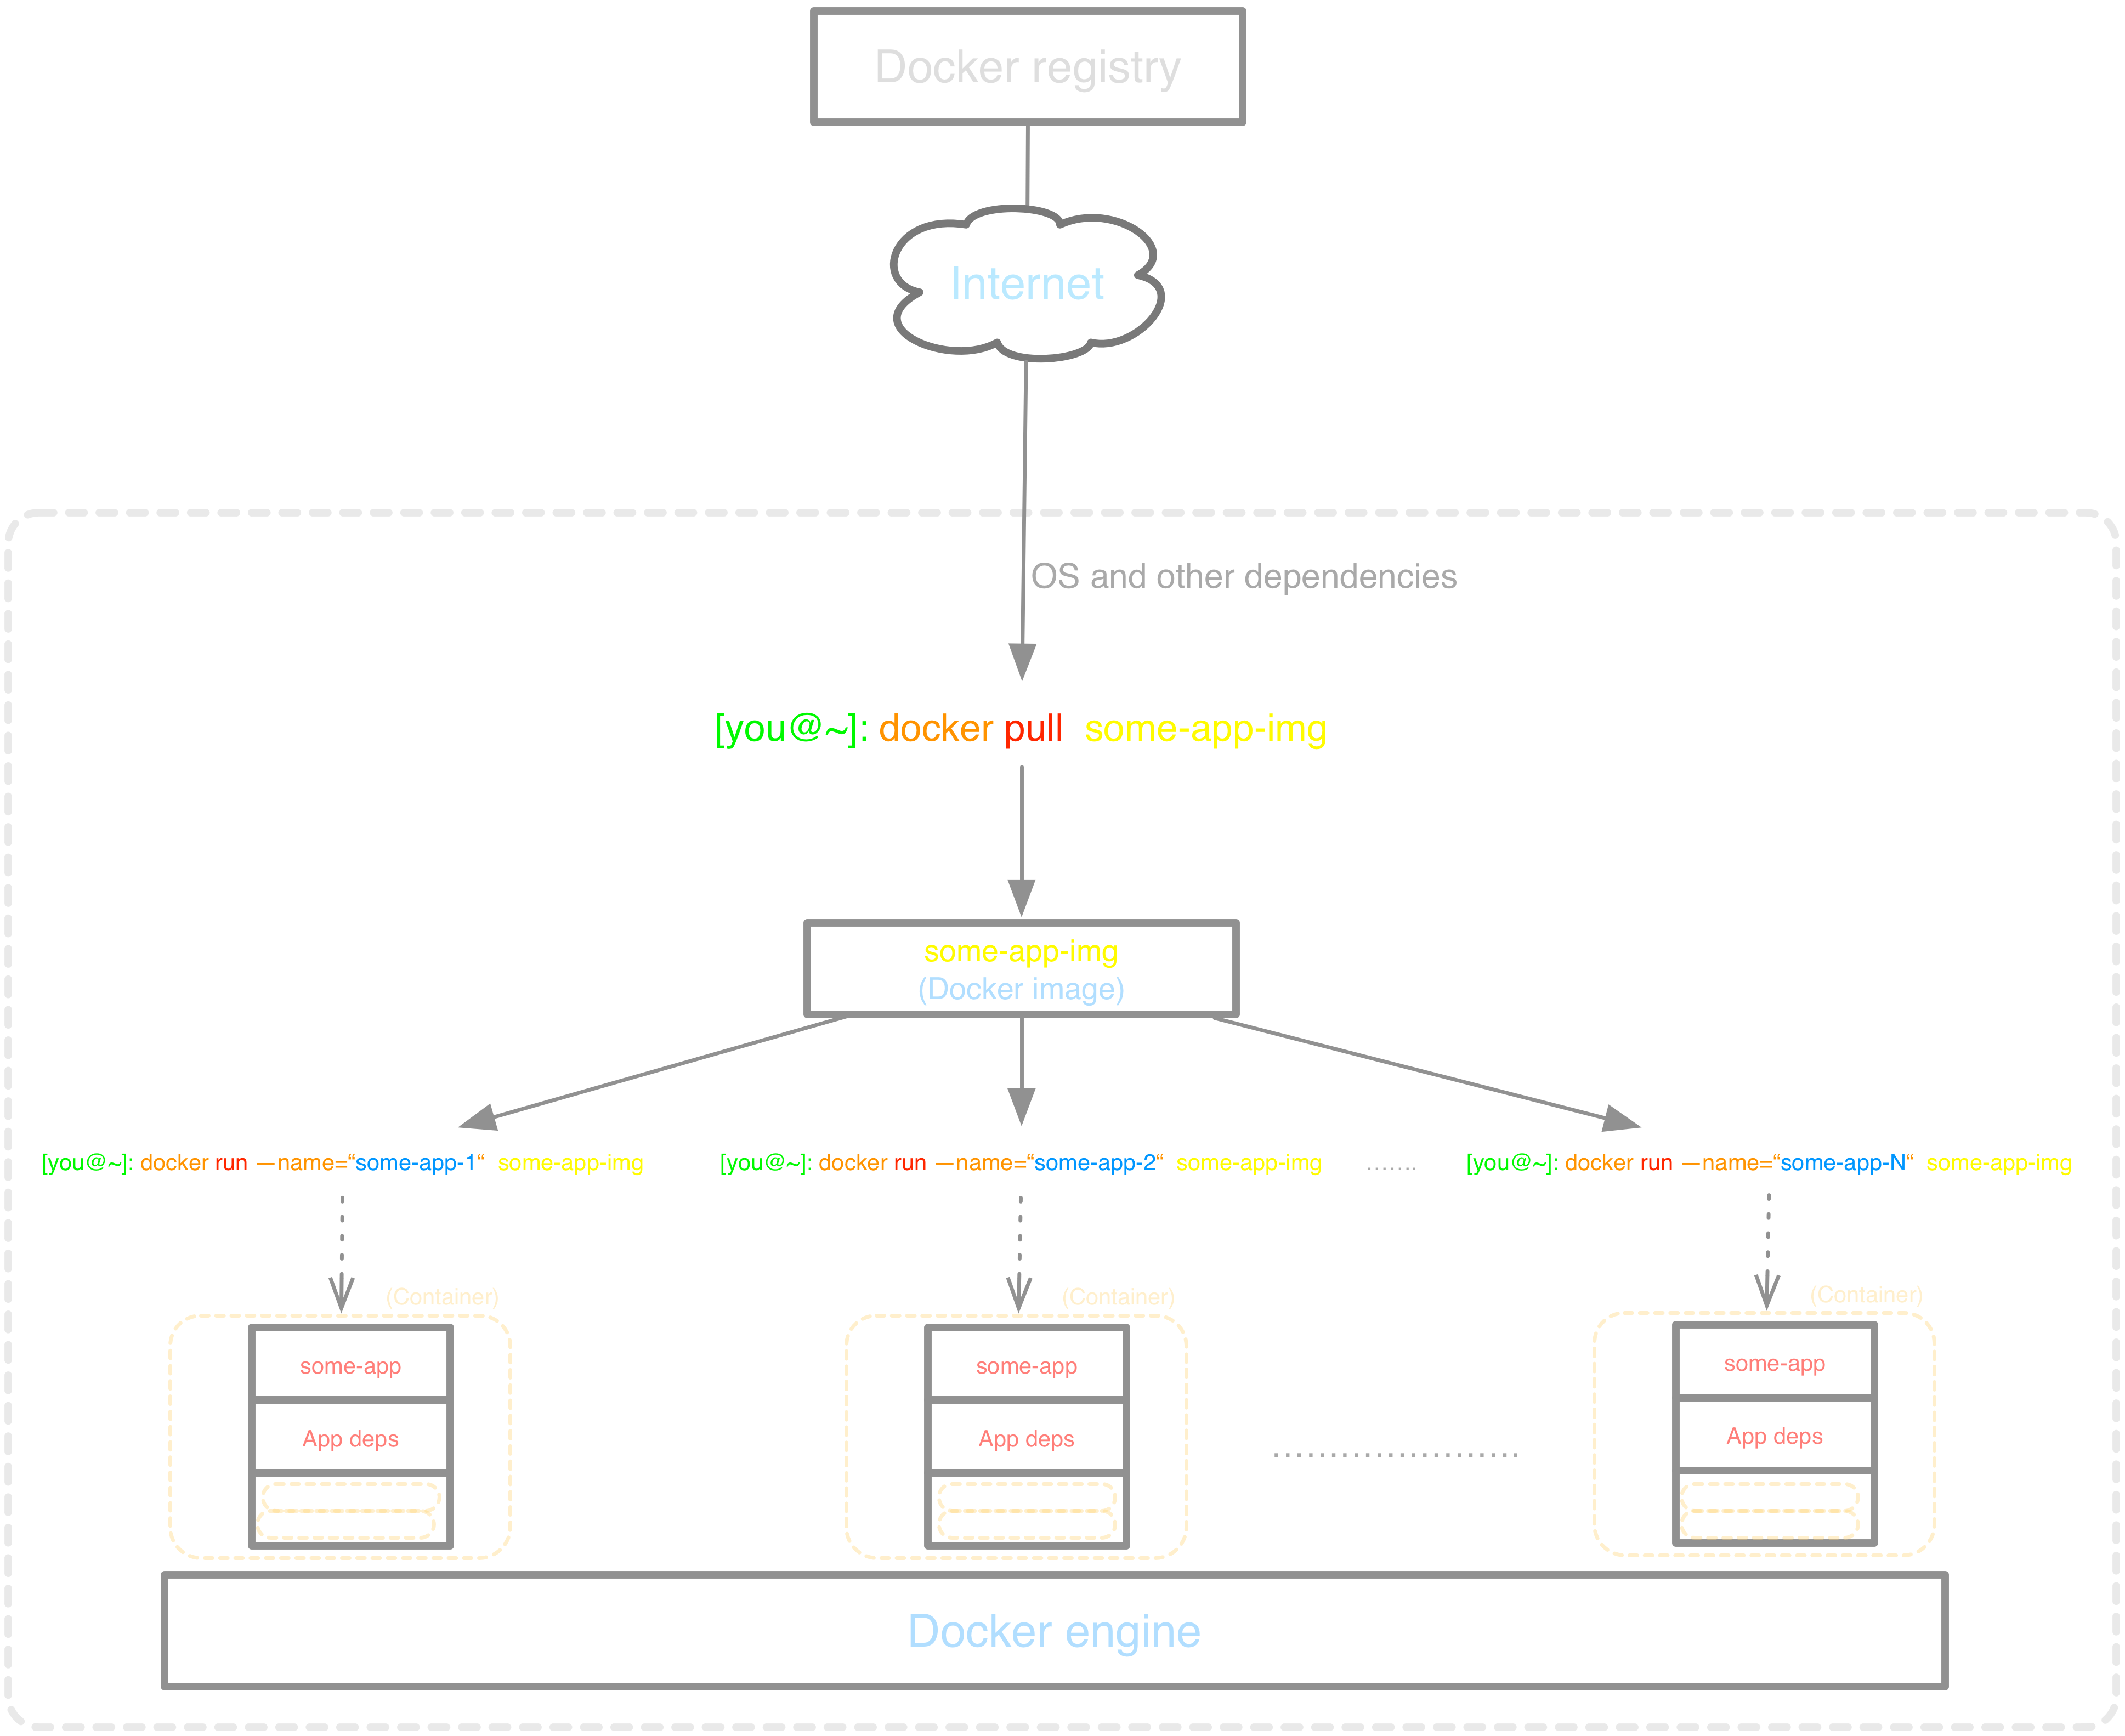 Docker registry
Internet
OS and other dependencies
[you@~]: docker pull some-app-img
some-app-img
(Docker image)
[you@~]: docker run —name=“some-app-1“ some-app-img
[you@~]: docker run —name=“some-app-2“ some-app-img
.......
[you@~]: docker run —name=“some-app-N“ some-app-img
(Container)
(Container)
(Container)
some-app
some-app
some-app
App deps
App deps
App deps
Docker engine